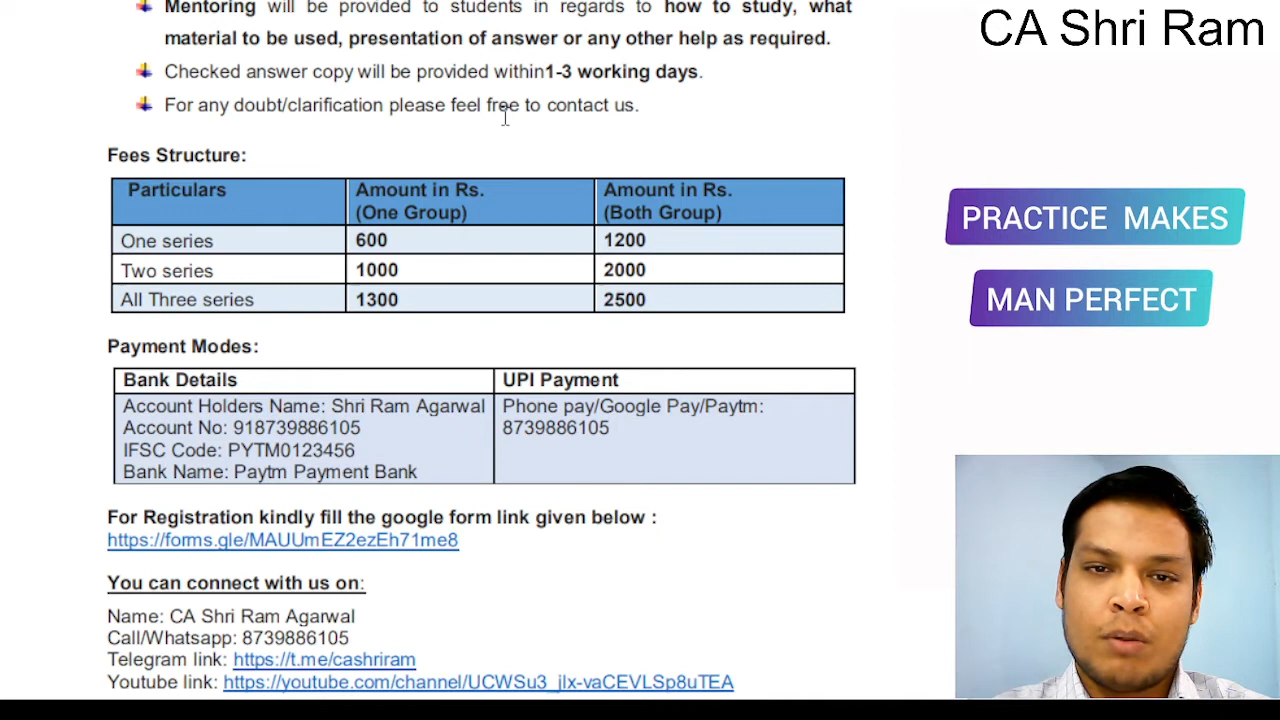 Mentoring will be provided to students in regards to how to study, what
material to be used, presentation of answer or any other help as required.
Checked answer copy will be provided within1-3 working days.
For any doubt/clarification please feel free to contact us.
CA Shri Ram
PRACTICE MAKES
MAN PERFECT
Fees Structure:
Particulars Amount in Rs. (One Group) Amount in Rs. (Both Group)
One series 600 1200
Two series 1000 2000
All Three series 1300 2500
Payment Modes:
Bank Details UPI Payment
Account Holders Name: Shri Ram Agarwal Phone pay/Google Pay/Paytm:
Account No: 918739886105 8739886105
IFSC Code: PYTM0123456
Bank Name: Paytm Payment Bank
For Registration kindly fill the google form link given below :
https://forms.gle/MAUUmEZ2ezEh71me8
You can connect with us on:
Name: CA Shri Ram Agarwal
Call/Whatsapp: 8739886105
Telegram link: https://t.me/cashriram
Youtube link: https://youtube.com/channel/UCWSu3_jlx-vaCEVLSp8uTEA